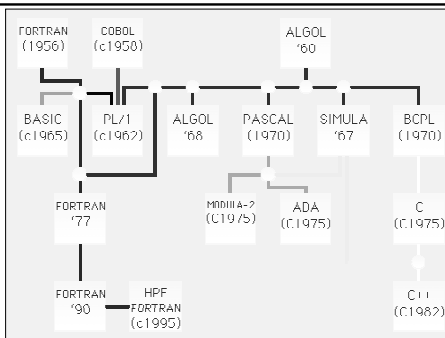 FORTRAN
(1956)
COBOL
(c1958)
ALGOL
'60
BASIC
(c1965)
PL/1
(c1962)
ALGOL
'68
PASCAL
(1970)
SIMULA
'67
BCPL
(1970)
FORTRAN
'77
MODULA-2
(C1975)
ADA
(C1975)
C
(C1975)
FORTRAN
'90
HPF
FORTRAN
(c1995)
C++
(C1982)